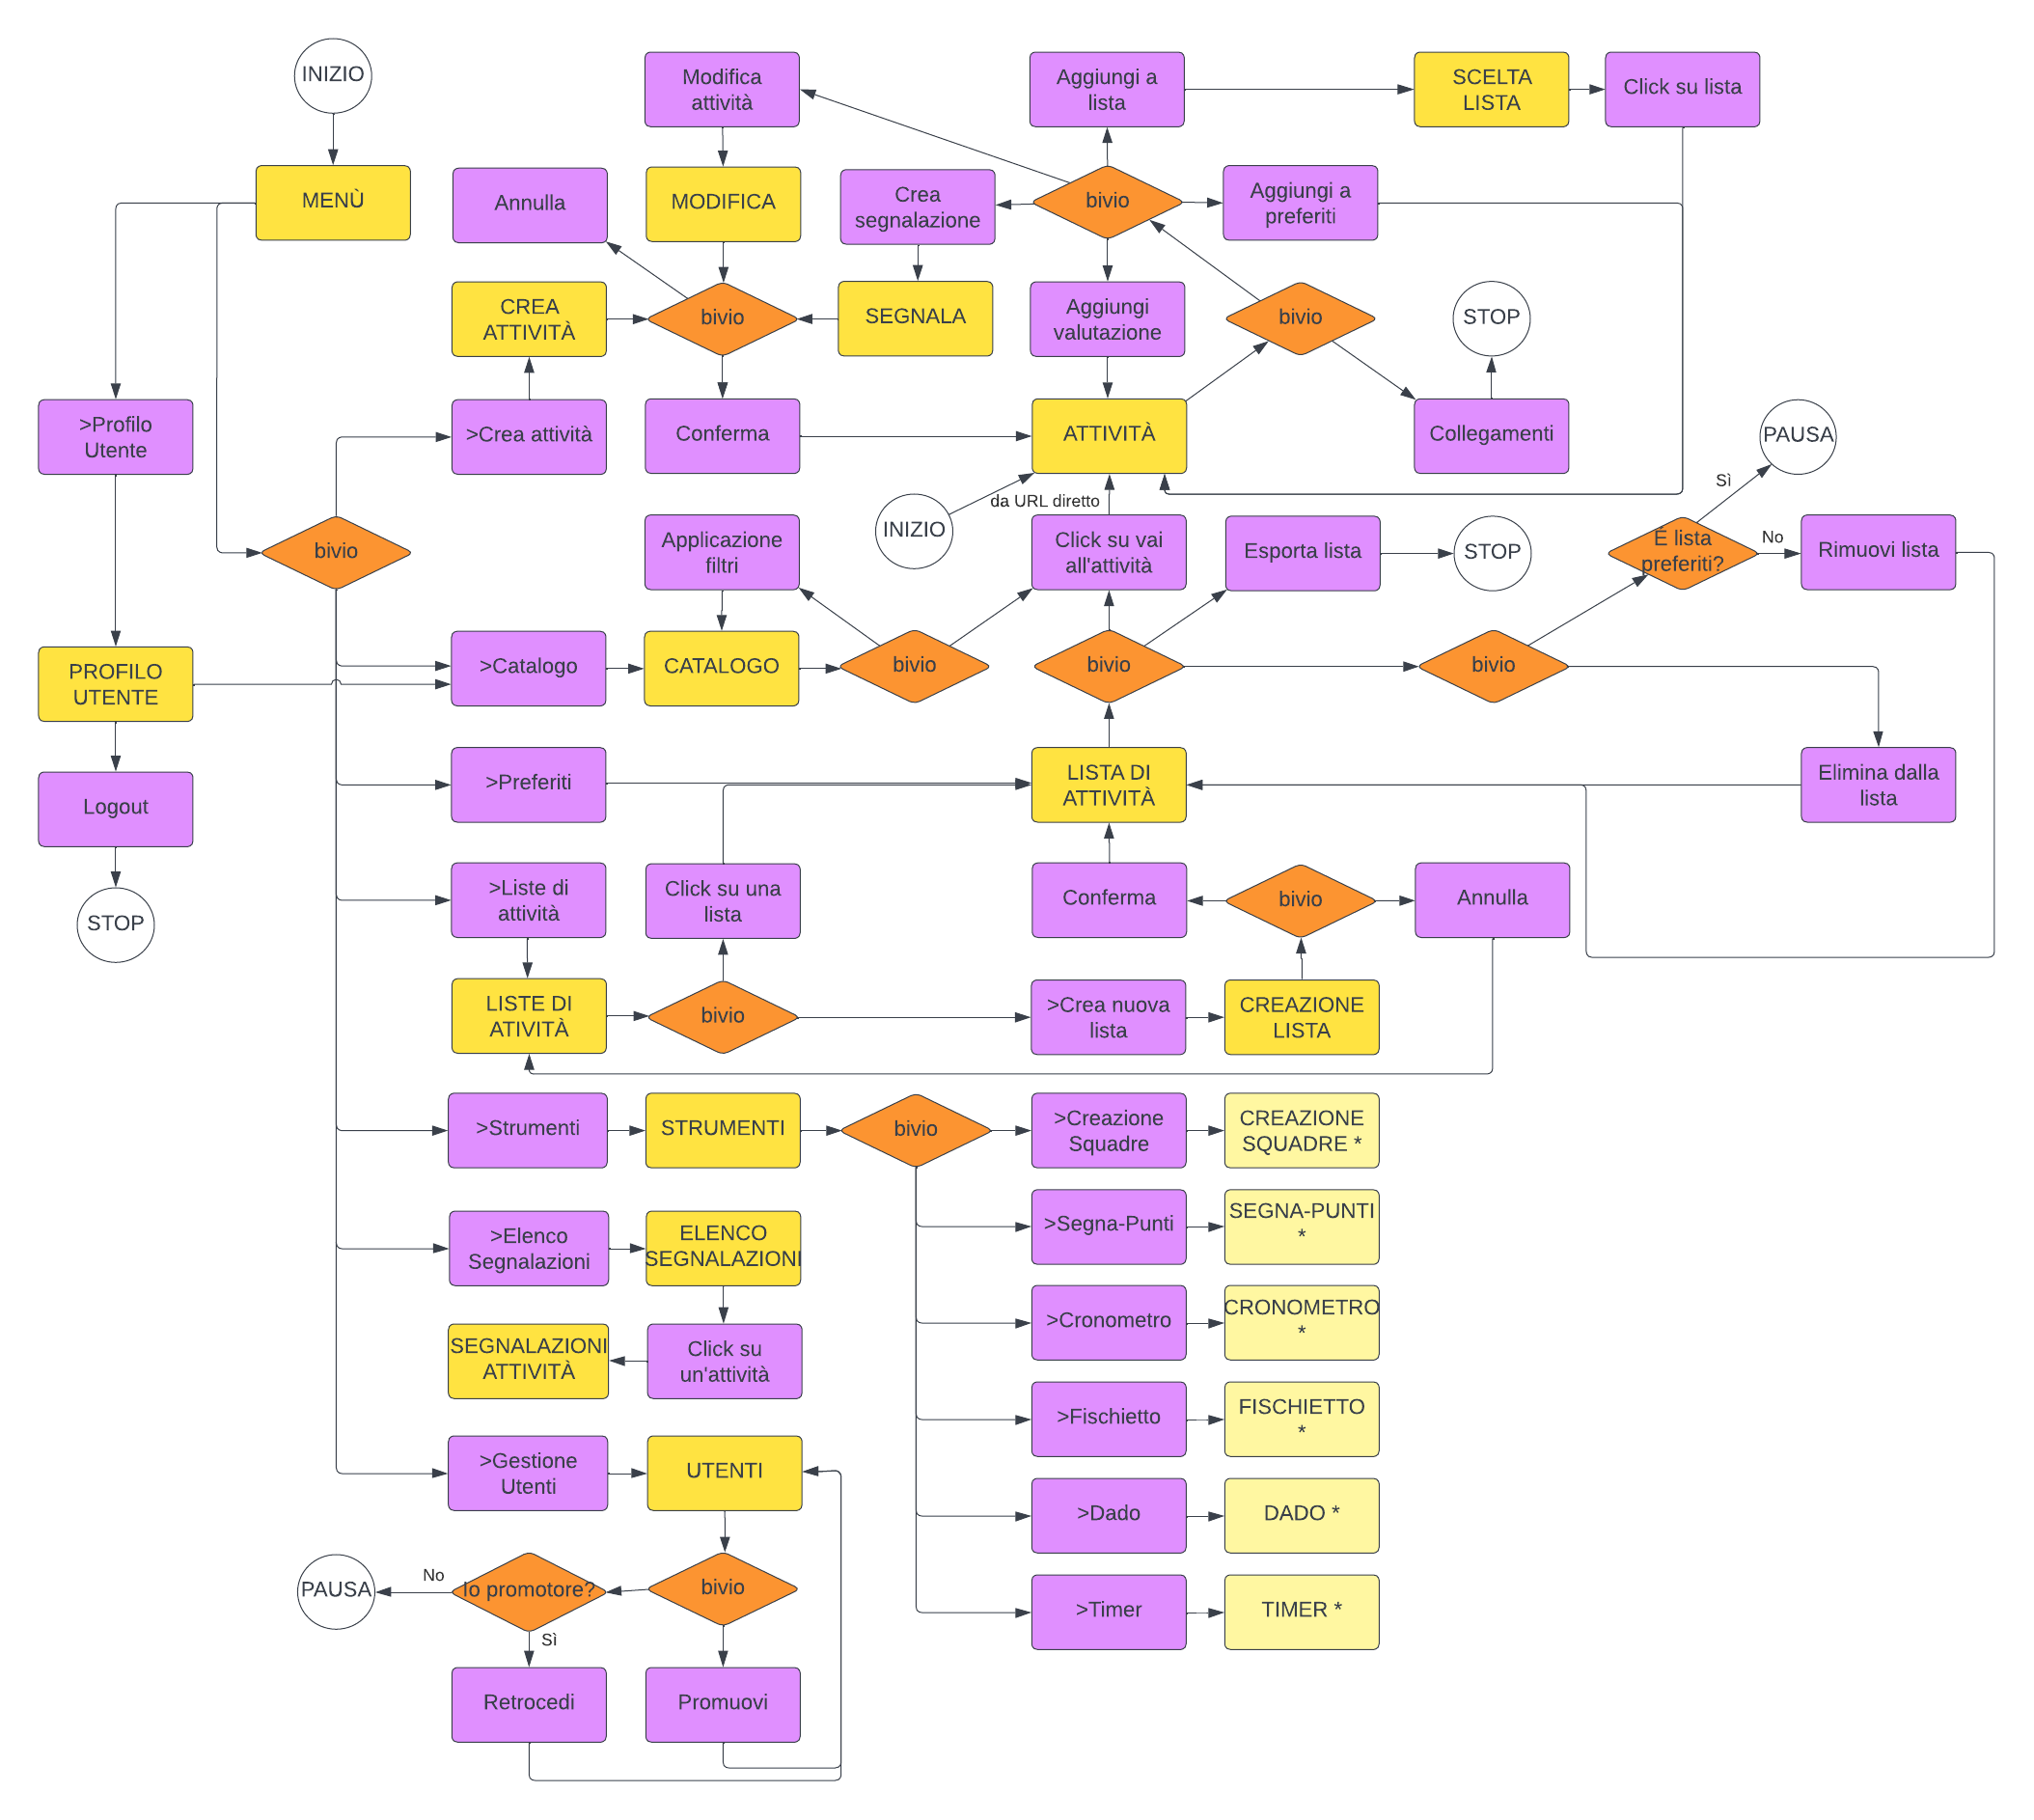 INIZIO
Modifica
attività
Aggiungi a
lista
SCELTA
LISTA
Click su lista
MENÙ
Annulla
MODIFICA
Crea
segnalazione
bivio
Aggiungi a
preferiti
CREA
ATTIVITÀ
bivio
SEGNALA
Aggiungi
valutazione
bivio
STOP
>Profilo
Utente
>Crea attività
Conferma
ATTIVITÀ
Collegamenti
PAUSA
Sì
da URL diretto
INIZIO
bivio
Applicazione
filtri
Click su vai
all'attività
Esporta lista
STOP
È lista
preferiti?
No
Rimuovi lista
PROFILO
UTENTE
>Catalogo
CATALOGO
bivio
bivio
bivio
Logout
>Preferiti
LISTA DI
ATTIVITÀ
Elimina dalla
lista
STOP
>Liste di
attività
Click su una
lista
Conferma
bivio
Annulla
LISTE DI
ATIVITÀ
bivio
>Crea nuova
lista
CREAZIONE
LISTA
>Strumenti
STRUMENTI
bivio
>Creazione
Squadre
CREAZIONE
SQUADRE *
>Segna-Punti
SEGNA-PUNTI
*
>Elenco
Segnalazioni
ELENCO
SEGNALAZIONI
>Cronometro
CRONOMETRO
*
SEGNALAZIONI
ATTIVITÀ
Click su
un'attività
>Fischietto
FISCHIETTO
*
>Gestione
Utenti
UTENTI
>Dado
DADO *
PAUSA
No
Io promotore?
bivio
>Timer
TIMER *
Sì
Retrocedi
Promuovi